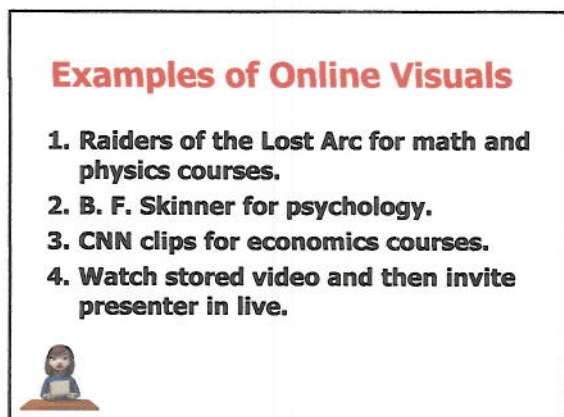 Examples of Online Visuals
1. Raiders of the Lost Arc for math and
physics courses.
2. B. F. Skinner for psychology.
3. CNN clips for economics courses.
4. Watch stored video and then invite
presenter in live.